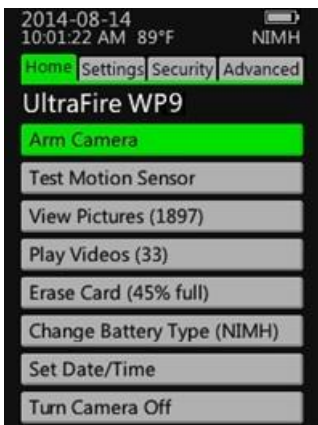 2014-08-14
10:01:22 AM 89°F NIMH
Home Settings Security Advanced
UltraFire WP9
Arm Camera
Test Motion Sensor
View Pictures (1897)
Play Videos (33)
Erase Card (45% full)
Change Battery Type (NIMH)
Set Date/Time
Turn Camera Off